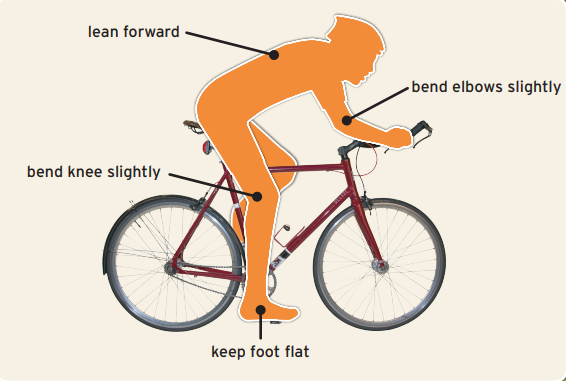 lean forward
bend elbows slightly
bend knee slightly
keep foot flat